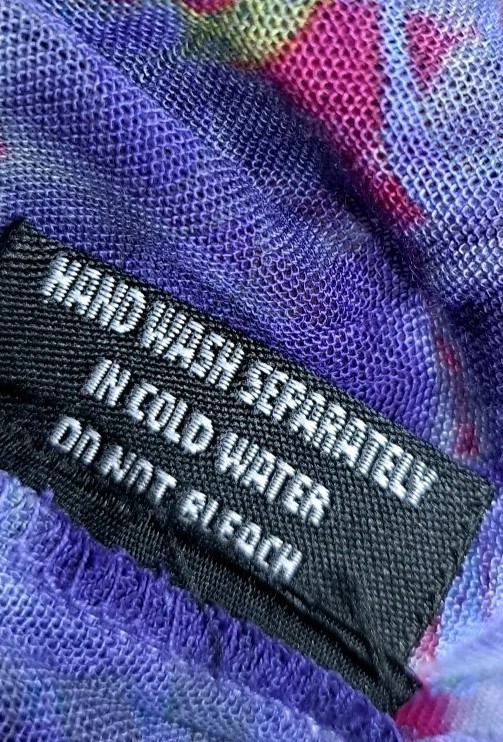 HAND WASH SEPARATELY
IN COLD WATER
DO NOT BLEACH